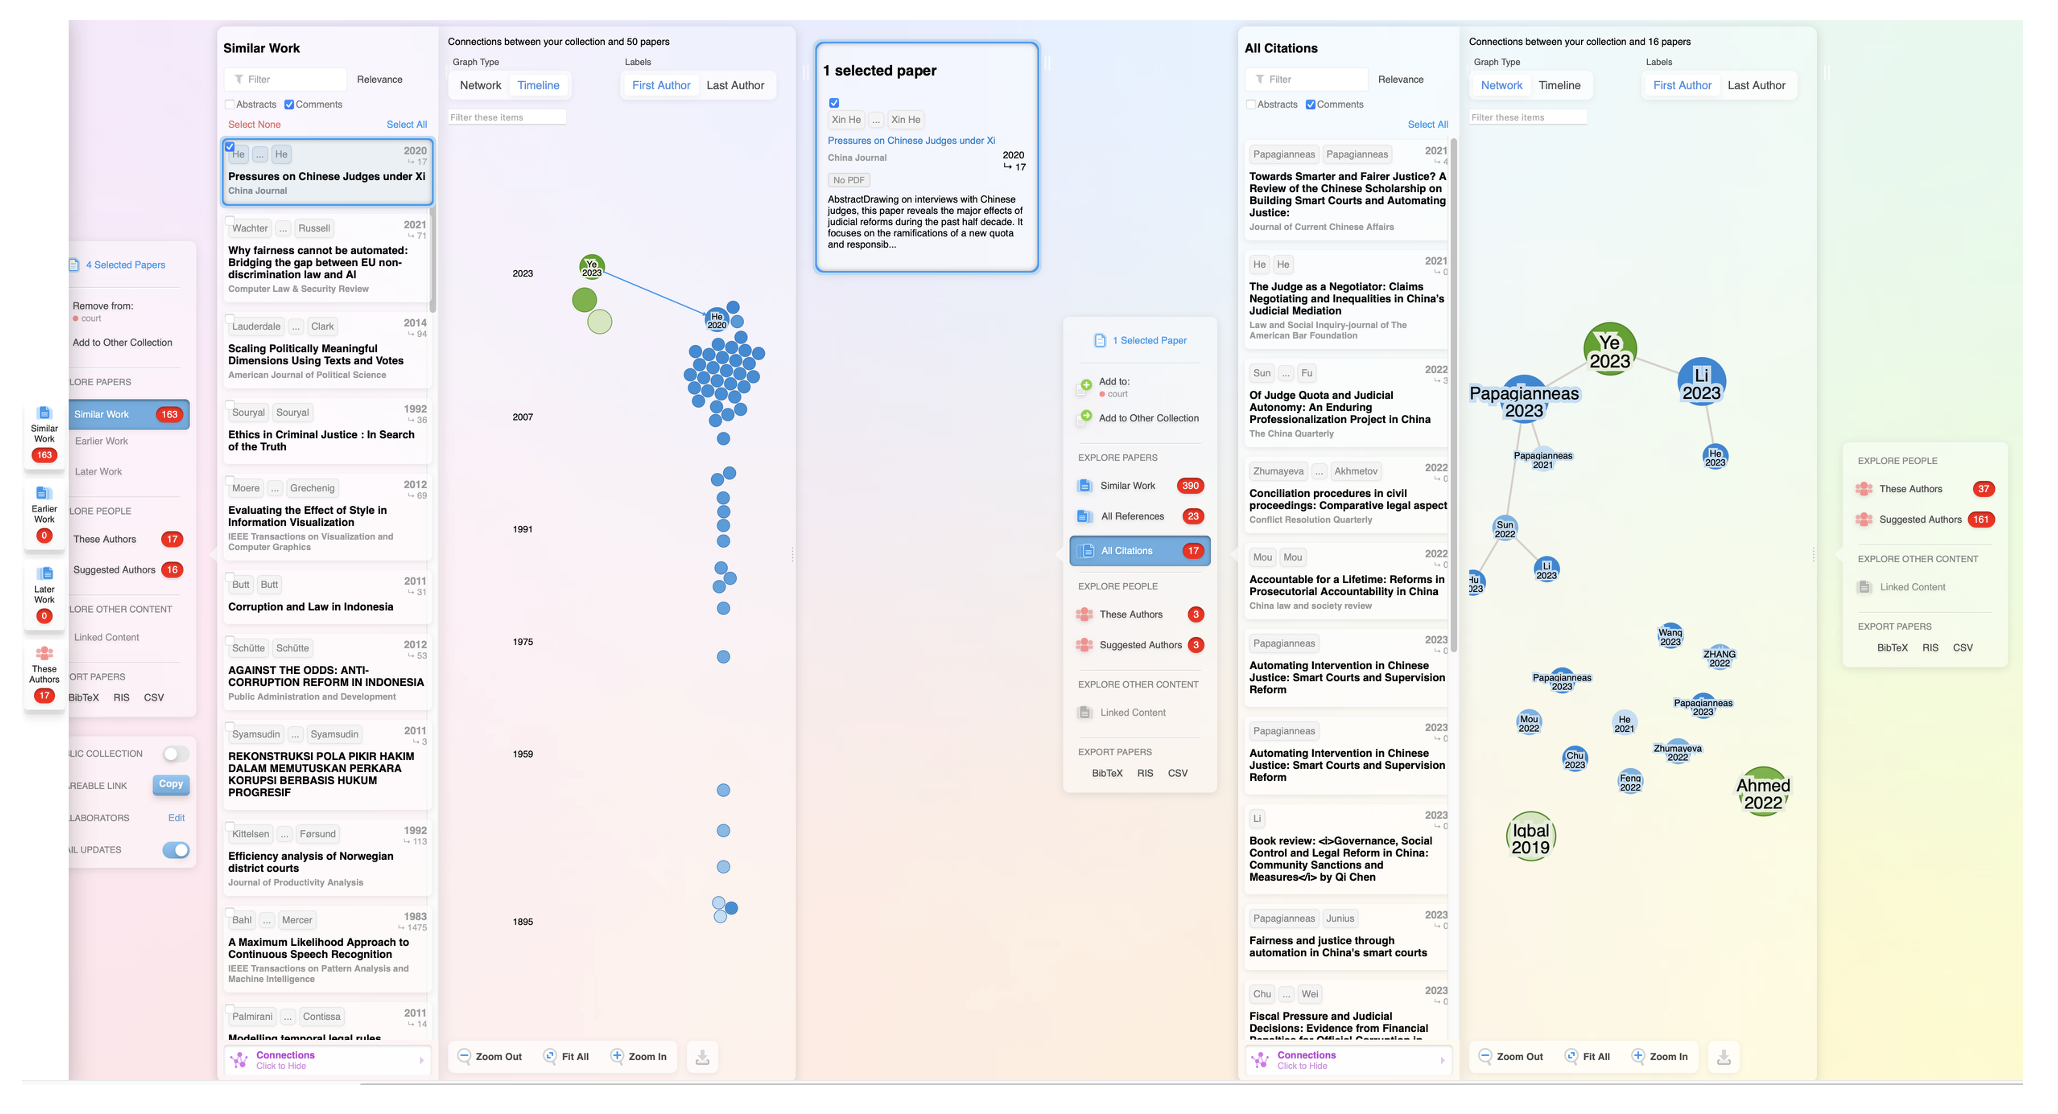 Similar
Work
163
Earlier
Work
0
Later
Work
0
These
Authors
17
4 Selected Papers
Remove from:
court
Add to Other Collection
LORE PAPERS
Similar Work 163
Earlier Work
Later Work
LORE PEOPLE
These Authors 17
Suggested Authors 16
LORE OTHER CONTENT
Linked Content
PORT PAPERS
BibTeX RIS CSV
BLIC COLLECTION
AREABLE LINK Copy
LLABORATORS Edit
AIL UPDATES
Similar Work
Filter Relevance
Abstracts Comments
Select None Select All
He ... He 2020
17
Pressures on Chinese Judges under Xi
China Journal
Wachter ... Russell 2021
71
Why fairness cannot be automated:
Bridging the gap between EU non-
discrimination law and AI
Computer Law & Security Review
Lauderdale ... Clark 2014
94
Scaling Politically Meaningful
Dimensions Using Texts and Votes
American Journal of Political Science
Souryal Souryal 1992
36
Ethics in Criminal Justice : In Search
of the Truth
Moere ... Grechenig 2012
69
Evaluating the Effect of Style in
Information Visualization
IEEE Transactions on Visualization and
Computer Graphics
Butt Butt 2011
31
Corruption and Law in Indonesia
Schütte Schütte 2012
53
AGAINST THE ODDS: ANTI-
CORRUPTION REFORM IN INDONESIA
Public Administration and Development
Syamsudin ... Syamsudin 2011
3
REKONSTRUKSI POLA PIKIR HAKIM
DALAM MEMUTUSKAN PERKARA
KORUPSI BERBASIS HUKUM
PROGRESIF
Kittelsen ... Førsund 1992
113
Efficiency analysis of Norwegian
district courts
Journal of Productivity Analysis
Bahl ... Mercer 1983
1475
A Maximum Likelihood Approach to
Continuous Speech Recognition
IEEE Transactions on Pattern Analysis and
Machine Intelligence
Palmirani ... Contissa 2011
14
Modelling temporal legal rules
Connections
Click to Hide
Connections between your collection and 50 papers
Graph Type Labels
Network Timeline First Author Last Author
Filter these items
2023
Ye
2023
He
2020
2007
1991
1975
1959
1895
Zoom Out Fit All Zoom In
1 selected paper
Xin He ... Xin He
Pressures on Chinese Judges under Xi
China Journal 2020
17
No PDF
AbstractDrawing on interviews with Chinese
judges, this paper reveals the major effects of
judicial reforms during the past half decade. It
focuses on the ramifications of a new quota
and responsib...
1 Selected Paper
Add to:
court
Add to Other Collection
EXPLORE PAPERS
Similar Work 390
All References 23
All Citations 17
EXPLORE PEOPLE
These Authors 3
Suggested Authors 3
EXPLORE OTHER CONTENT
Linked Content
EXPORT PAPERS
BibTeX RIS CSV
All Citations
Filter Relevance
Abstracts Comments
Select All
Papagianneas Papagianneas 2021
4
Towards Smarter and Fairer Justice? A
Review of the Chinese Scholarship on
Building Smart Courts and Automating
Justice:
Journal of Current Chinese Affairs
He He 2021
0
The Judge as a Negotiator: Claims
Negotiating and Inequalities in China's
Judicial Mediation
Law and Social Inquiry-journal of The
American Bar Foundation
Sun ... Fu 2022
3
Of Judge Quota and Judicial
Autonomy: An Enduring
Professionalization Project in China
The China Quarterly
Zhumayeva ... Akhmetov 2022
0
Conciliation procedures in civil
proceedings: Comparative legal aspect
Conflict Resolution Quarterly
Mou Mou 2022
0
Accountable for a Lifetime: Reforms in
Prosecutorial Accountability in China
China law and society review
Papagianneas 2023
0
Automating Intervention in Chinese
Justice: Smart Courts and Supervision
Reform
Papagianneas 2023
0
Automating Intervention in Chinese
Justice: Smart Courts and Supervision
Reform
Li 2023
0
Book review: <i>Governance, Social
Control and Legal Reform in China:
Community Sanctions and
Measures</i> by Qi Chen
Papagianneas Junius 2023
0
Fairness and justice through
automation in China's smart courts
Chu ... Wei 2023
0
Fiscal Pressure and Judicial
Decisions: Evidence from Financial
Penalties for Official Corruption in
Connections
Click to Hide
Connections between your collection and 16 papers
Graph Type Labels
Network Timeline First Author Last Author
Filter these items
Ye
2023
Li
2023
Papagianneas
2023
Papagianneas
2021
He
2023
Sun
2022
Li
2023
Hu
2023
Wang
2023
ZHANG
2022
Papagianneas
2023
Papagianneas
2023
Mou
2022
He
2021
Zhumayeva
2022
Chu
2023
Feng
2022
Ahmed
2022
Iqbal
2019
Zoom Out Fit All Zoom In
EXPLORE PEOPLE
These Authors 37
Suggested Authors 161
EXPLORE OTHER CONTENT
Linked Content
EXPORT PAPERS
BibTeX RIS CSV